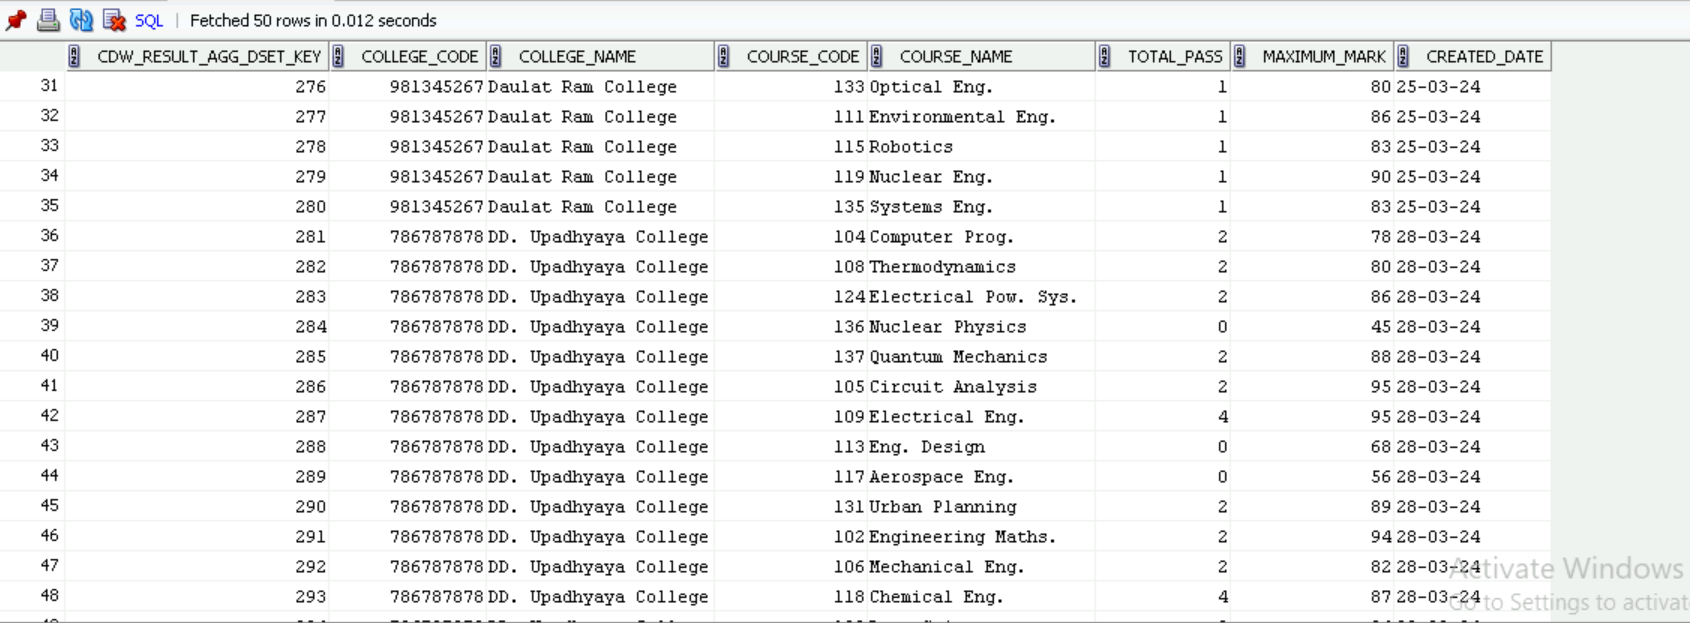 SQL | Fetched 50 rows in 0.012 seconds
CDW_RESULT_AGG_DSET_KEY COLLEGE_CODE COLLEGE_NAME COURSE_CODE COURSE_NAME TOTAL_PASS MAXIMUM_MARK CREATED_DATE
31 276 981345267 Daulat Ram College 133 Optical Eng. 1 80 25-03-24
32 277 981345267 Daulat Ram College 111 Environmental Eng. 1 86 25-03-24
33 278 981345267 Daulat Ram College 115 Robotics 1 83 25-03-24
34 279 981345267 Daulat Ram College 119 Nuclear Eng. 1 90 25-03-24
35 280 981345267 Daulat Ram College 135 Systems Eng. 1 83 25-03-24
36 281 786787878 DD. Upadhyaya College 104 Computer Prog. 2 78 28-03-24
37 282 786787878 DD. Upadhyaya College 108 Thermodynamics 2 80 28-03-24
38 283 786787878 DD. Upadhyaya College 124 Electrical Pow. Sys. 2 86 28-03-24
39 284 786787878 DD. Upadhyaya College 136 Nuclear Physics 0 45 28-03-24
40 285 786787878 DD. Upadhyaya College 137 Quantum Mechanics 2 88 28-03-24
41 286 786787878 DD. Upadhyaya College 105 Circuit Analysis 2 95 28-03-24
42 287 786787878 DD. Upadhyaya College 109 Electrical Eng. 4 95 28-03-24
43 288 786787878 DD. Upadhyaya College 113 Eng. Design 0 68 28-03-24
44 289 786787878 DD. Upadhyaya College 117 Aerospace Eng. 0 56 28-03-24
45 290 786787878 DD. Upadhyaya College 131 Urban Planning 2 89 28-03-24
46 291 786787878 DD. Upadhyaya College 102 Engineering Maths. 2 94 28-03-24
47 292 786787878 DD. Upadhyaya College 106 Mechanical Eng. 2 82 28-03-24
Activate Windows
48 293 786787878 DD. Upadhyaya College 118 Chemical Eng. 4 87 28-03-24
Go to Settings to activat